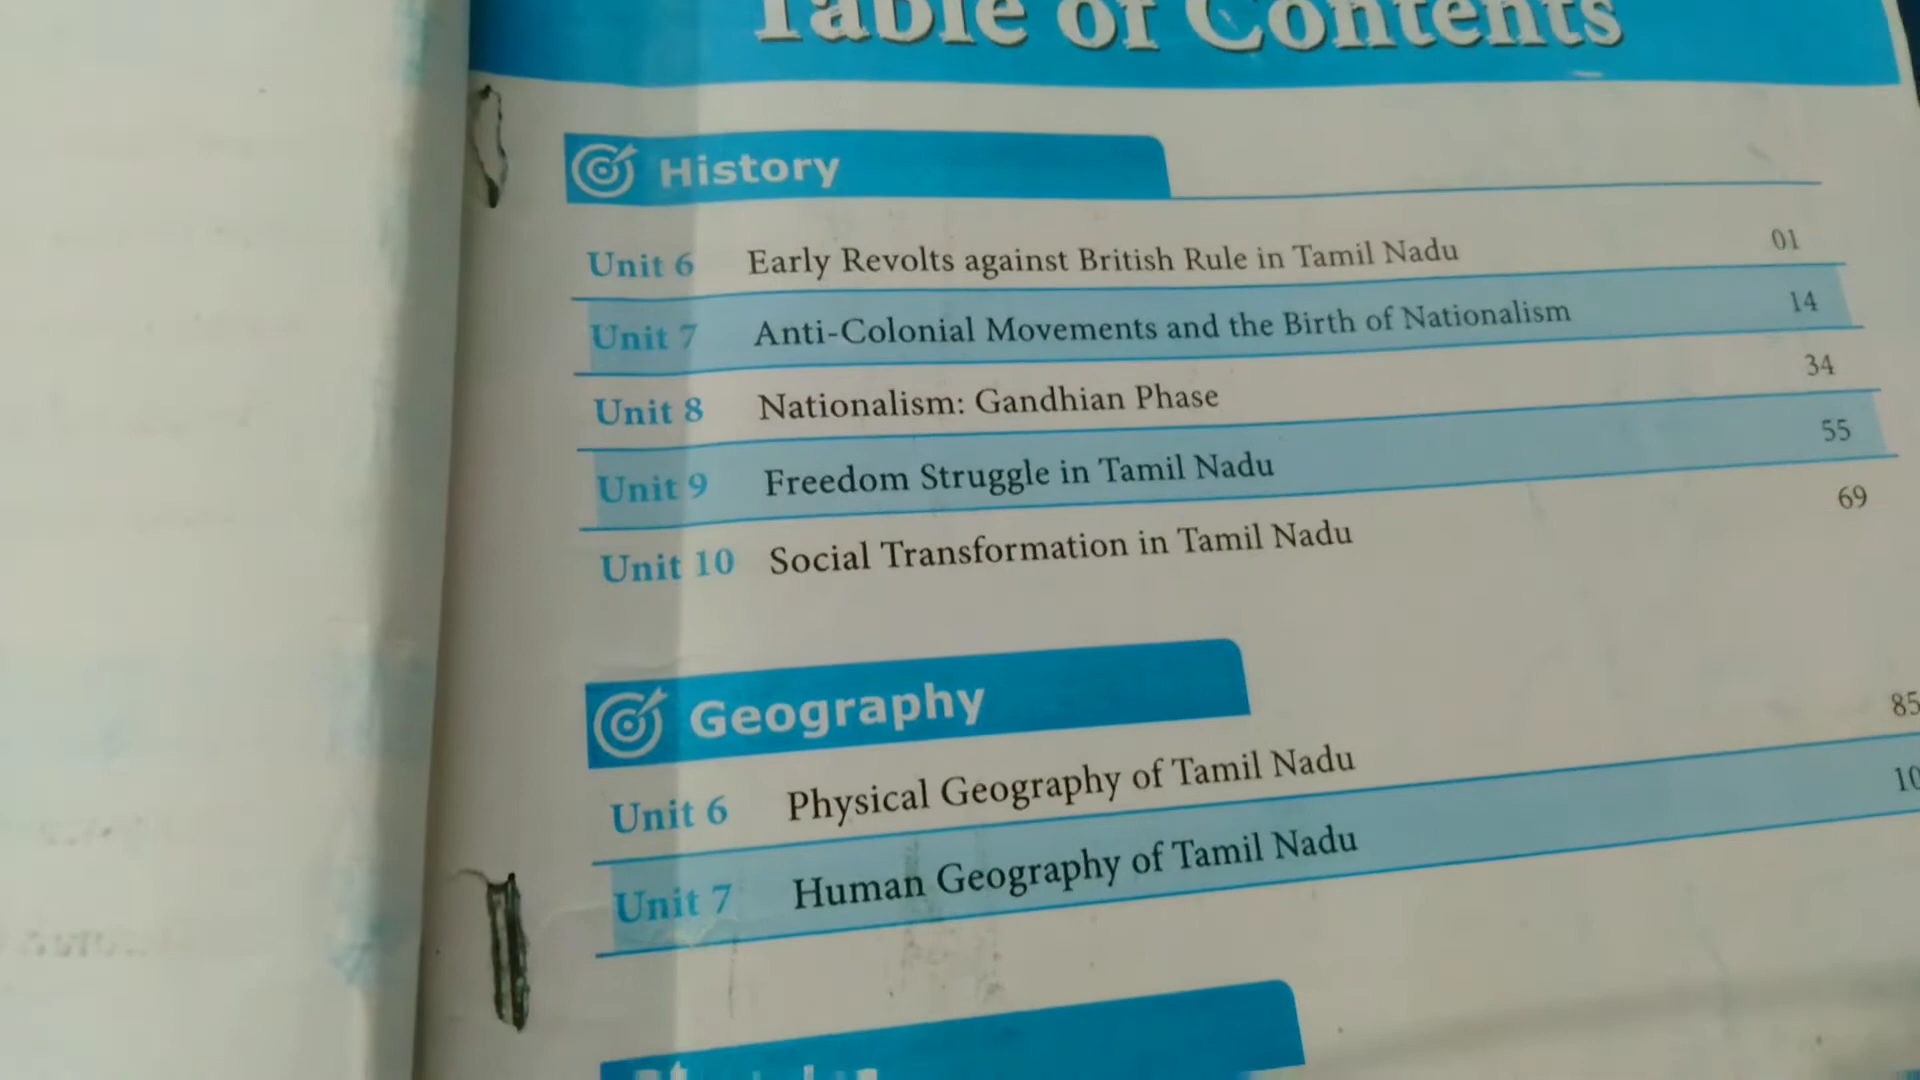 Table of Contents
History
Unit 6 Early Revolts against British Rule in Tamil Nadu 01
Unit 7 Anti-Colonial Movements and the Birth of Nationalism 14
Unit 8 Nationalism: Gandhian Phase 34
Unit 9 Freedom Struggle in Tamil Nadu 55
Unit 10 Social Transformation in Tamil Nadu 69
Geography
Unit 6 Physical Geography of Tamil Nadu 85
Unit 7 Human Geography of Tamil Nadu 10